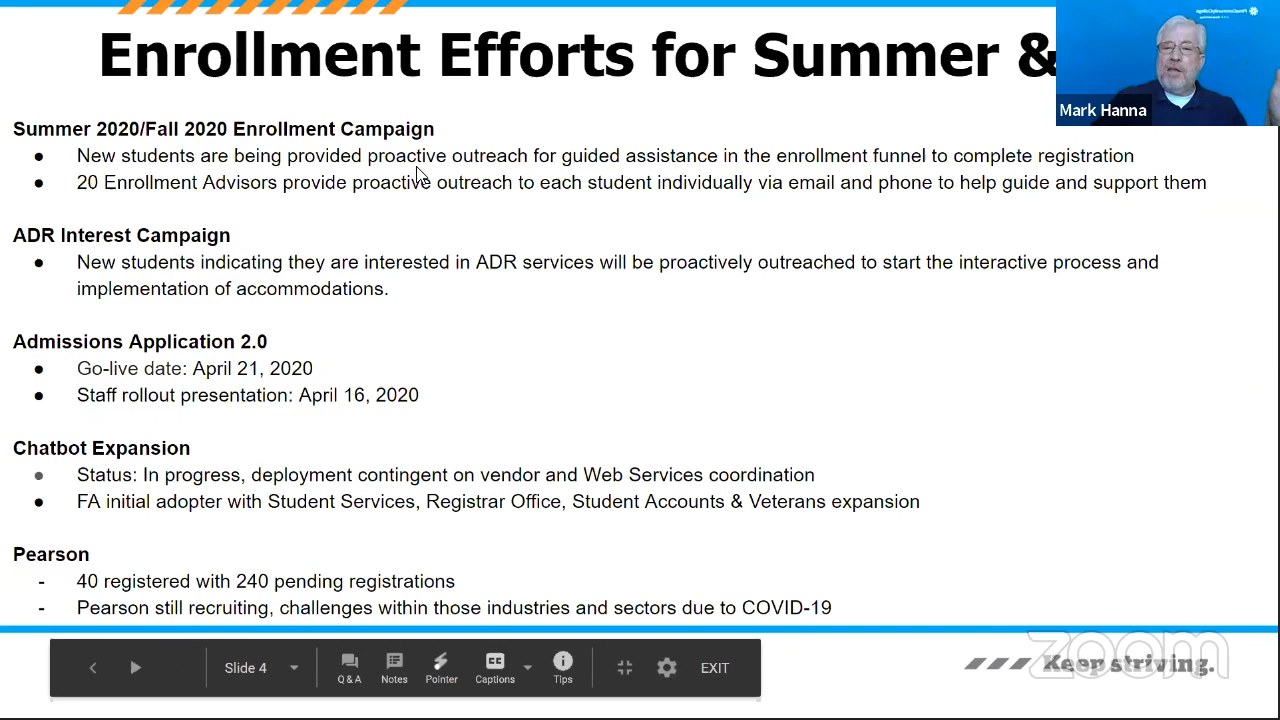 Enrollment Efforts for Summer &
Mark Hanna
Summer 2020/Fall 2020 Enrollment Campaign
● New students are being provided proactive outreach for guided assistance in the enrollment funnel to complete registration
● 20 Enrollment Advisors provide proactive outreach to each student individually via email and phone to help guide and support them
ADR Interest Campaign
● New students indicating they are interested in ADR services will be proactively outreached to start the interactive process and
implementation of accommodations.
Admissions Application 2.0
● Go-live date: April 21, 2020
● Staff rollout presentation: April 16, 2020
Chatbot Expansion
● Status: In progress, deployment contingent on vendor and Web Services coordination
● FA initial adopter with Student Services, Registrar Office, Student Accounts & Veterans expansion
Pearson
- 40 registered with 240 pending registrations
- Pearson still recruiting, challenges within those industries and sectors due to COVID-19
Slide 4
Q & A
Notes
Pointer
CC
Captions
Tips
EXIT
Keep striving.
zoom